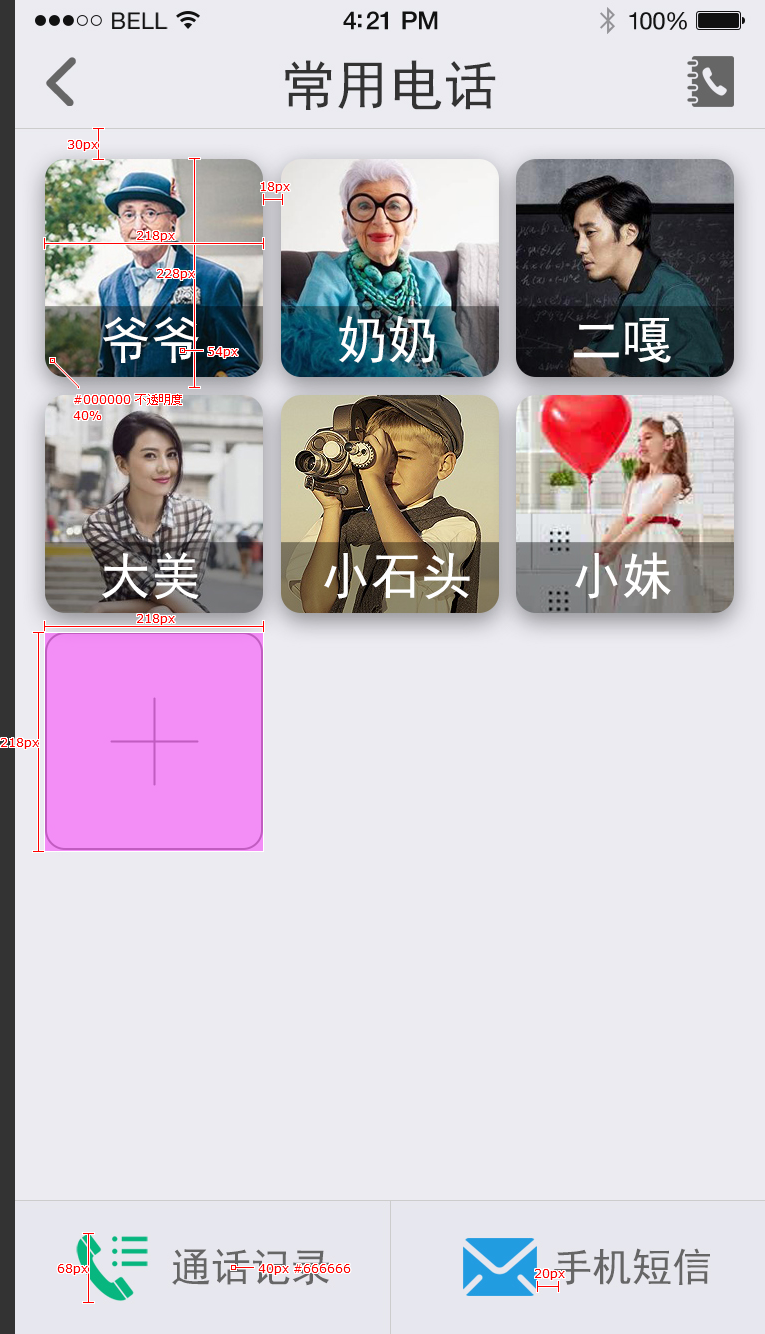 BELL 4:21 PM 100%
常用电话
30px
18px
218px
228px
爷爷
54px
奶奶
二嘎
#000000 不透明度
40%
大美
小石头
小妹
218px
218px
68px
通话记录
40px #666666
20px
手机短信